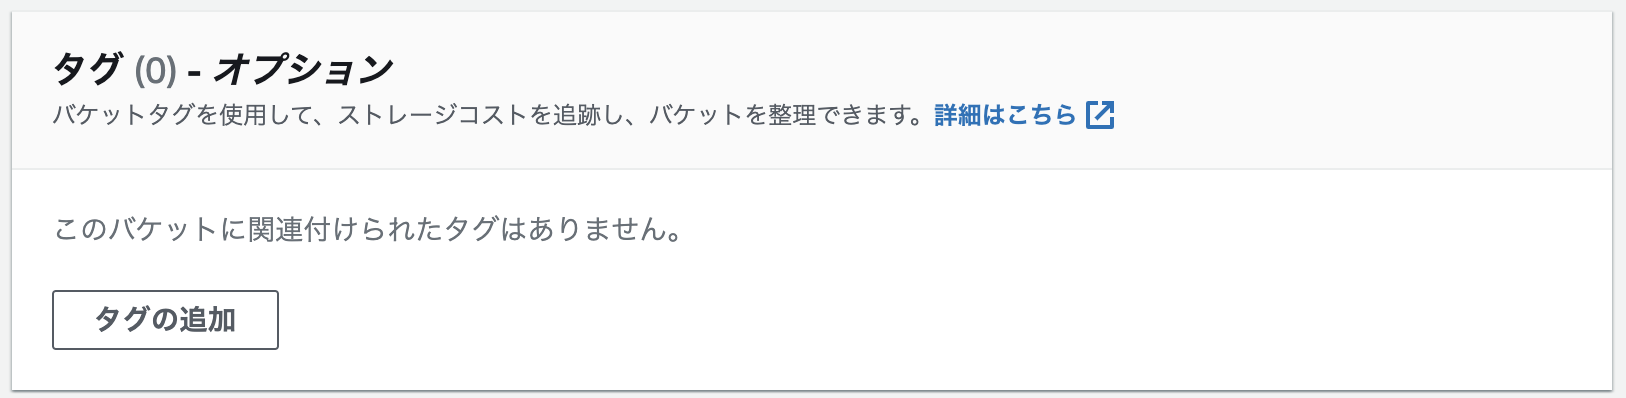 タグ (0) - オプション
バケットタグを使用して、ストレージコストを追跡し、バケットを整理できます。詳細はこちら
このバケットに関連付けられたタグはありません。
タグの追加